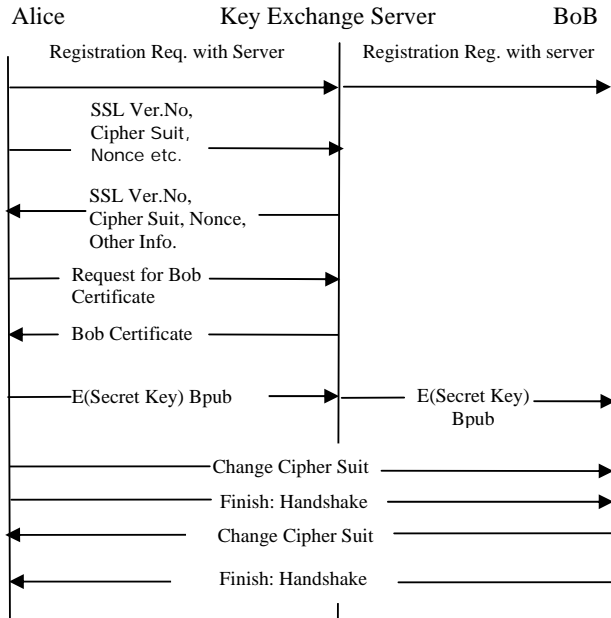 Alice Key Exchange Server BoB
Registration Req. with Server Registration Reg. with server
SSL Ver.No,
Cipher Suit,
Nonce etc.
SSL Ver.No,
Cipher Suit, Nonce,
Other Info.
Request for Bob
Certificate
Bob Certificate
E(Secret Key) Bpub
E(Secret Key)
Bpub
Change Cipher Suit
Finish: Handshake
Change Cipher Suit
Finish: Handshake